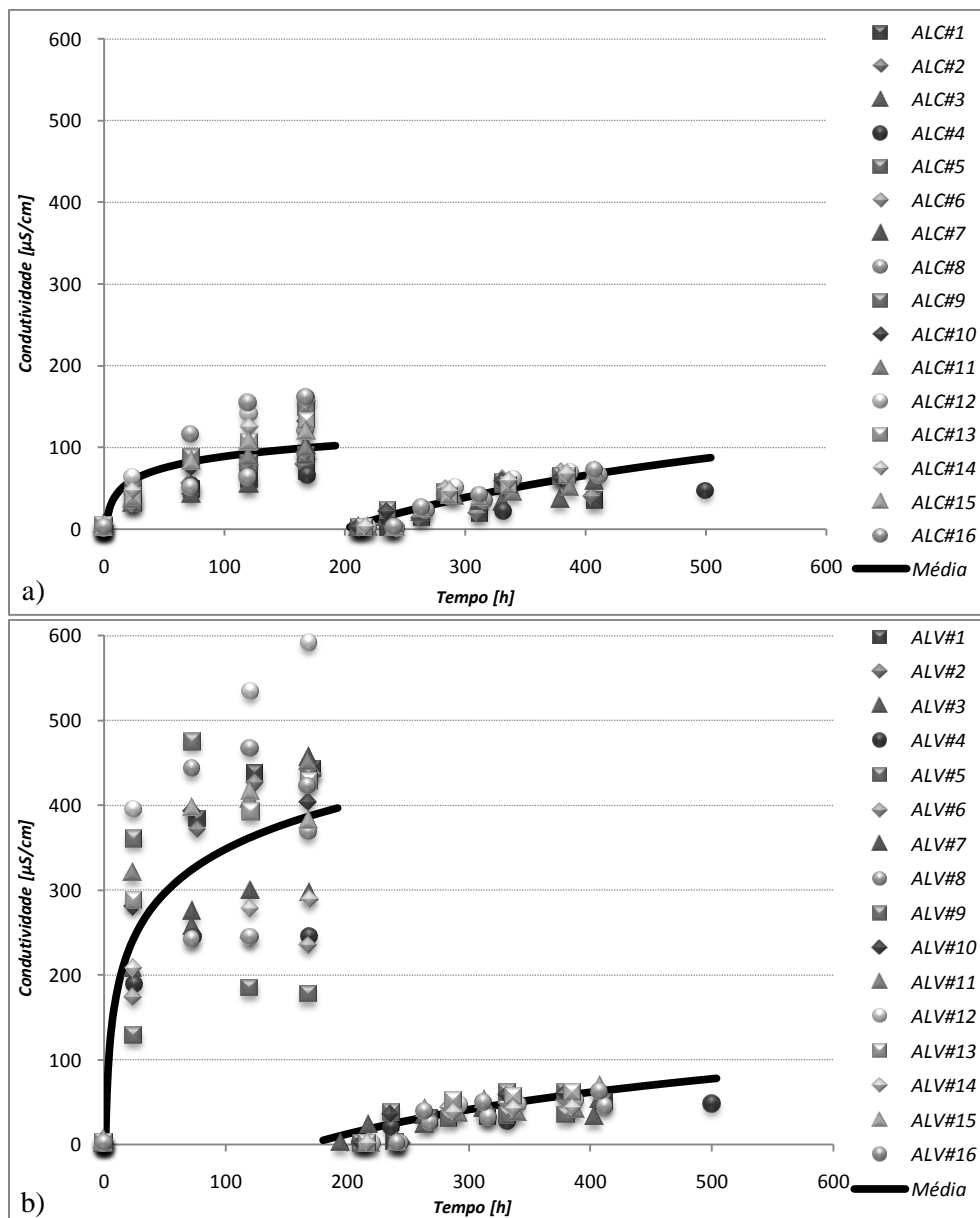 600
500
400
300
200
100
0
0
100
200
300
400
500
600
Condutividade [µS/cm]
Tempo [h]
a)
ALC#1
ALC#2
ALC#3
ALC#4
ALC#5
ALC#6
ALC#7
ALC#8
ALC#9
ALC#10
ALC#11
ALC#12
ALC#13
ALC#14
ALC#15
ALC#16
Média
600
500
400
300
200
100
0
0
100
200
300
400
500
600
Condutividade [µS/cm]
Tempo [h]
b)
ALV#1
ALV#2
ALV#3
ALV#4
ALV#5
ALV#6
ALV#7
ALV#8
ALV#9
ALV#10
ALV#11
ALV#12
ALV#13
ALV#14
ALV#15
ALV#16
Média